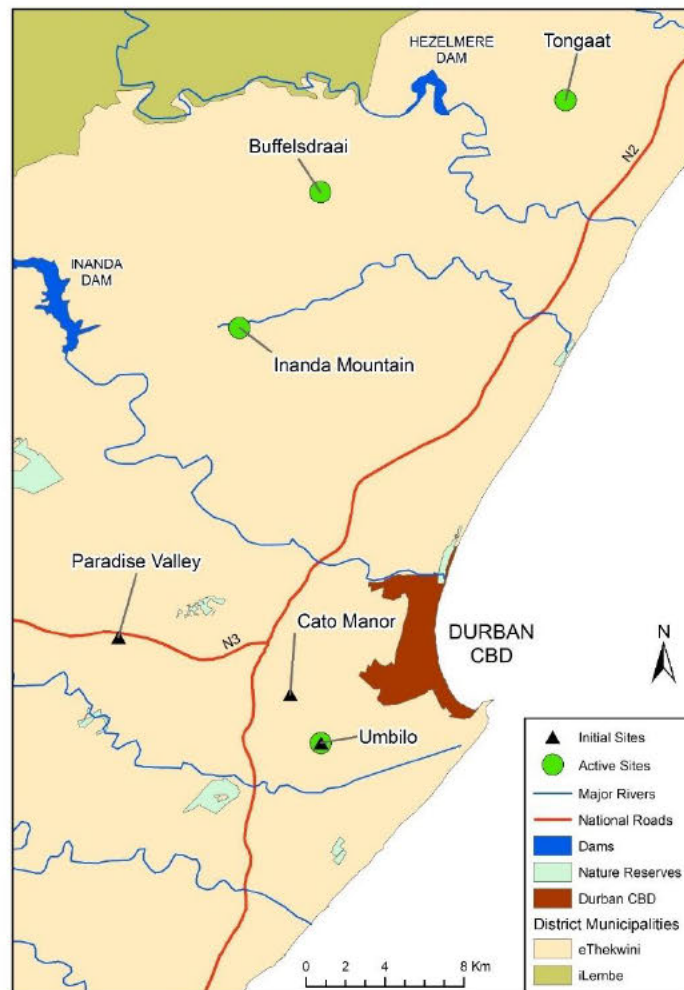 HEZELMERE
DAM
Tongaat
Buffelsdraai
N2
INANDA
DAM
Inanda Mountain
Paradise Valley
Cato Manor
N3
DURBAN
CBD
N
Umbilo
Initial Sites
Active Sites
Major Rivers
National Roads
Dams
Nature Reserves
Durban CBD
District Municipalities
eThekwini
iLembe
0 2 4 8 Km